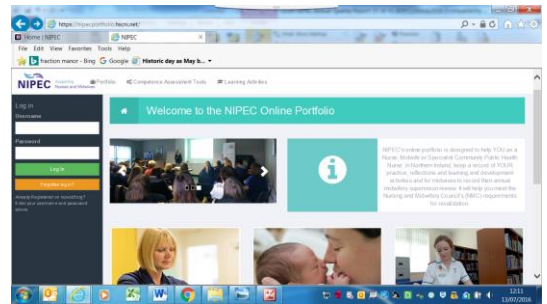 https://nipecportfolio.hscni.net/
Home | NIPEC
NIPEC
File Edit View Favorites Tools Help
fraction manor - Bing
Google
Historic day as May b...
NIPEC
Portfolio
Competence Assessment Tools
Learning Activities
Log in
Username
Password
Log In
Welcome to the NIPEC Online Portfolio
NIPEC's online portfolio is designed to help YOU as a
Nurse, Midwife or Specialist Community Public Health
Nurse, in Northern Ireland, keep a record of YOUR
practice, reflections and learning and development
activities and for midwives to record their annual
midwifery supervision review. It will help you meet the
Nursing and Midwifery Council's (NMC) requirements
for revalidation.
12:11
13/07/2016